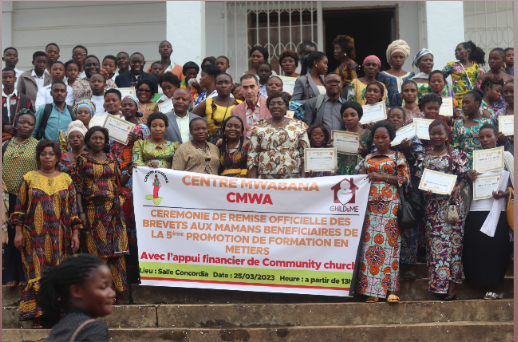 CENTRE MWABANA
CMWA
GHILDEME
CEREMONIE DE REMISE OFFICIELLE DES
BREVETS AUX MAMANS BENEFICIAIRES DE
LA 5ème PROMOTION DE FORMATION EN
METIERS
Avec l'appui financier de Community church
Lieu : Salle Concordia Date : 25/03/2023 Heure : a partir de 13h